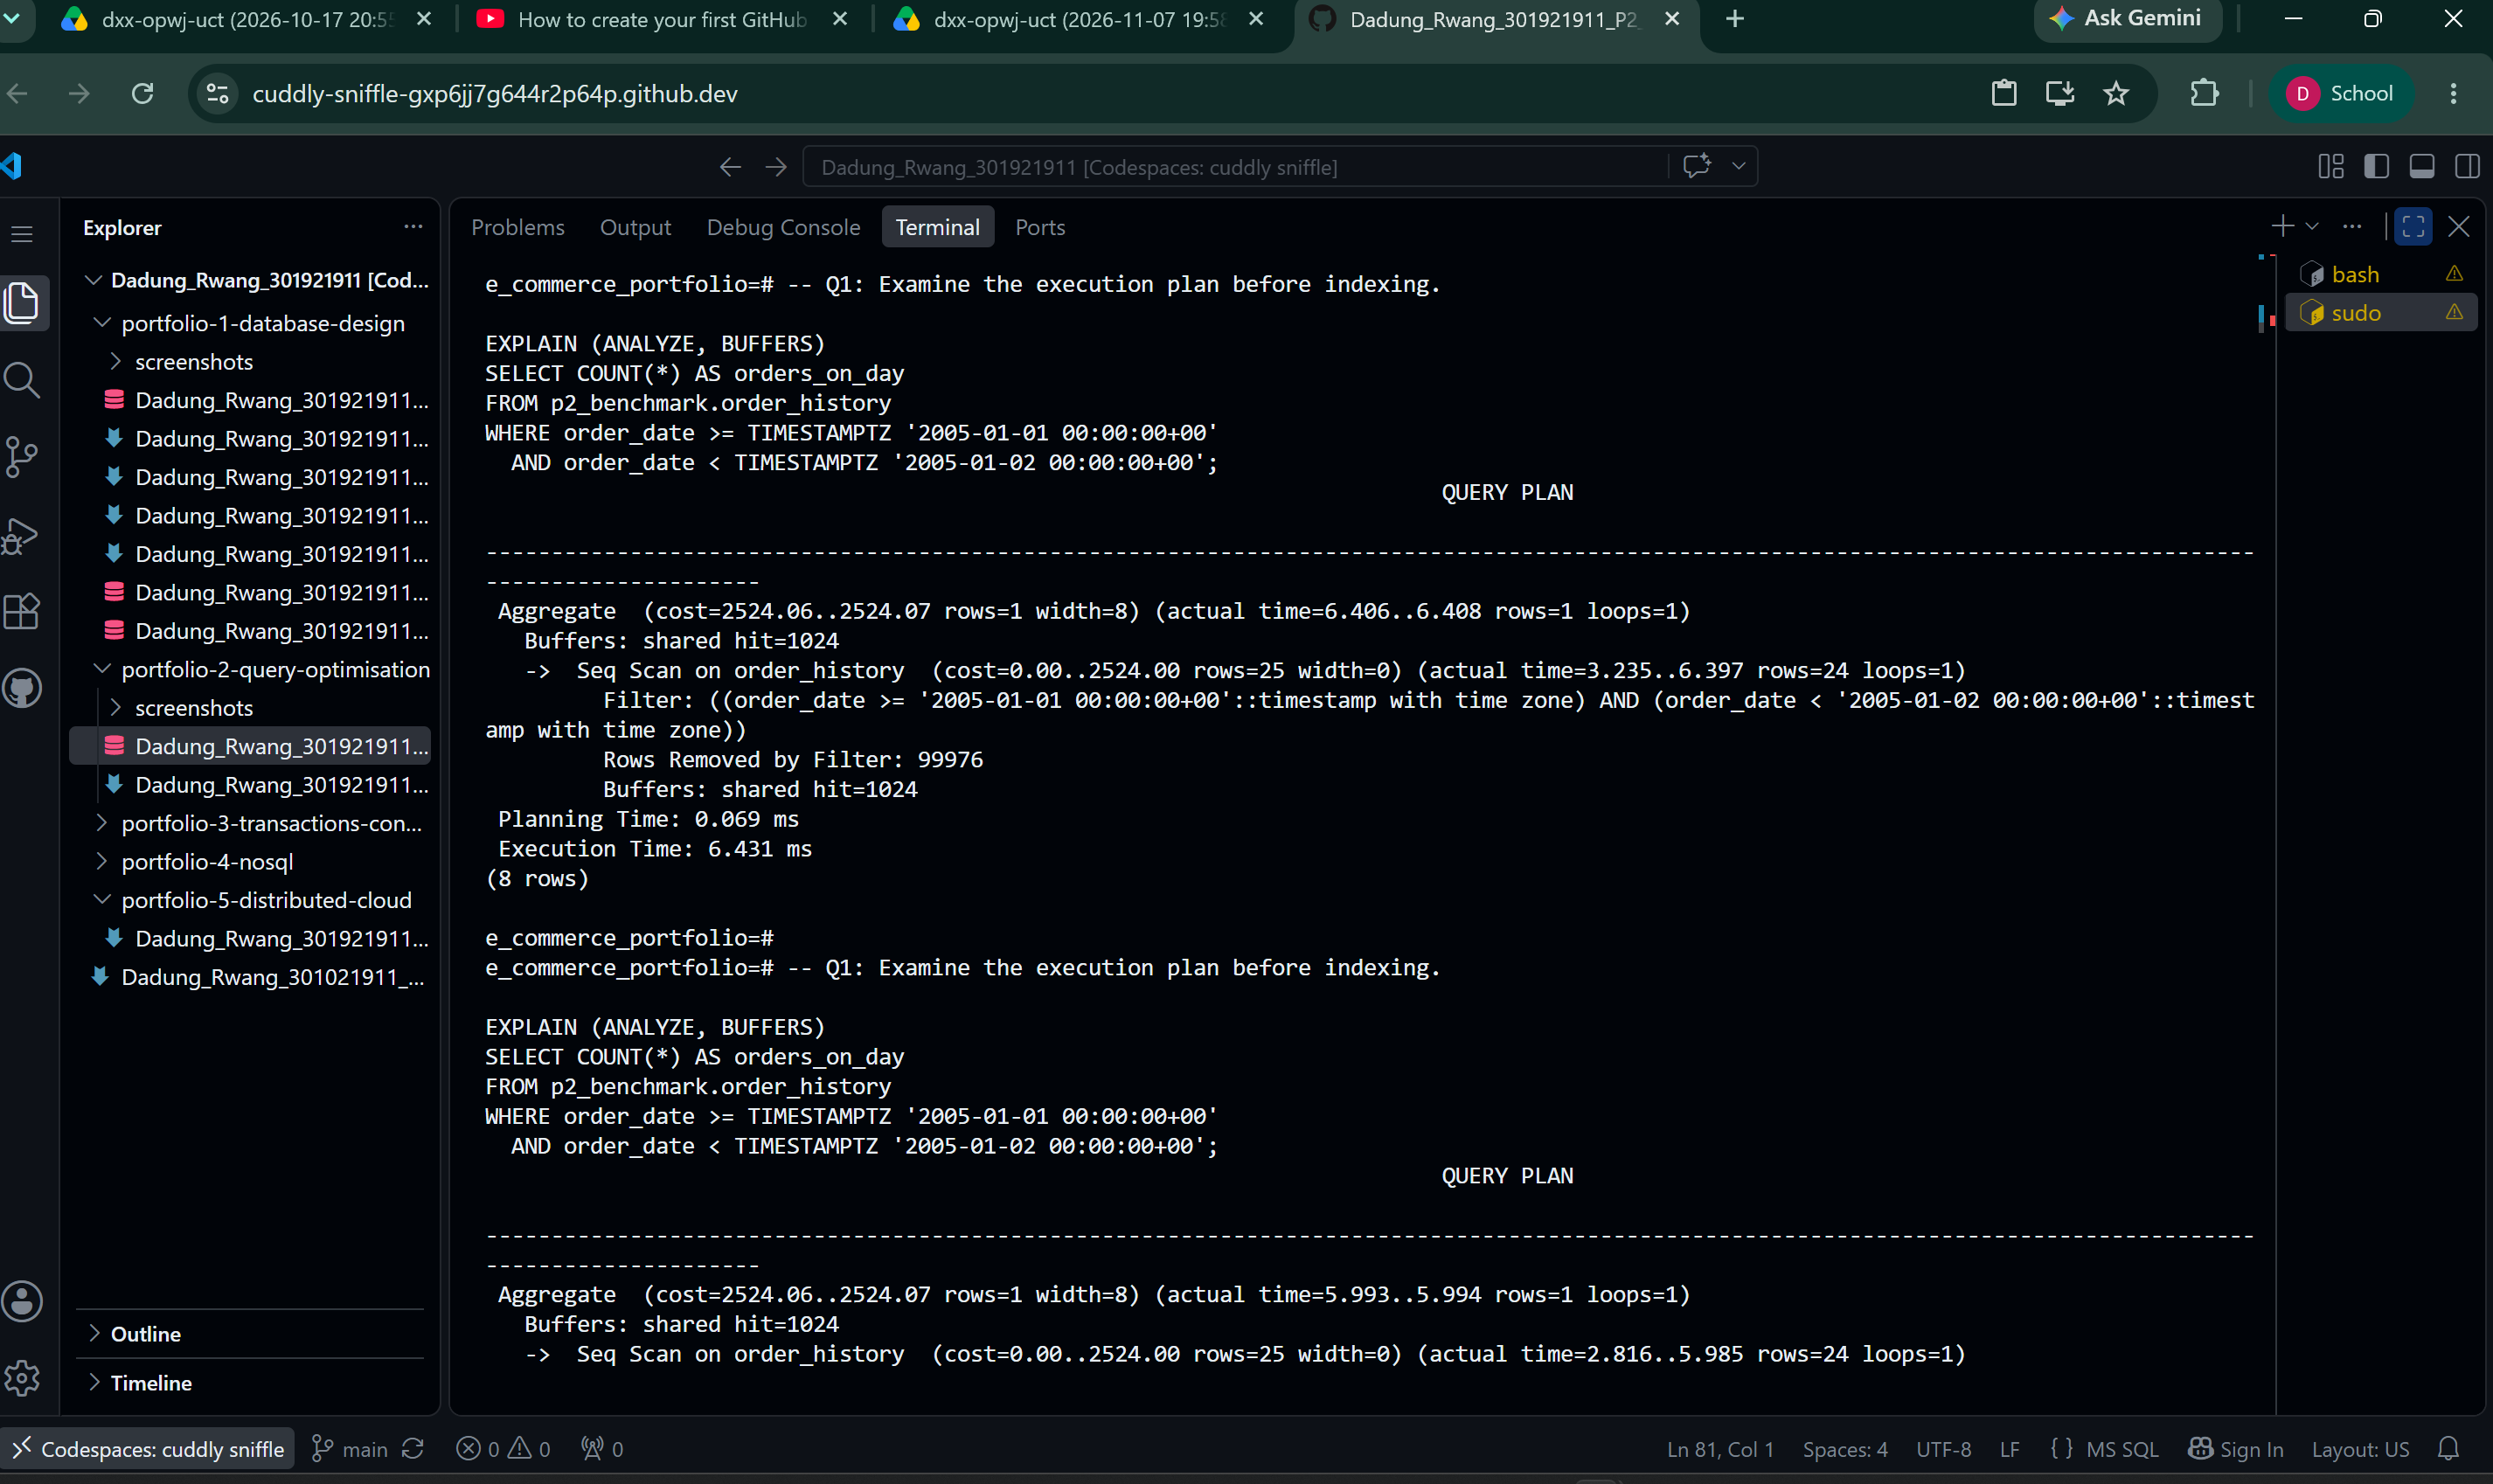 dxx-opwj-uct (2026-10-17 20:55
How to create your first GitHub
dxx-opwj-uct (2026-11-07 19:58
Dadung_Rwang_301921911_P2_
Ask Gemini
cuddly-sniffle-gxp6jj7g644r2p64p.github.dev
D School
Dadung_Rwang_301921911 [Codespaces: cuddly sniffle]
Explorer
Dadung_Rwang_301921911 [Cod...
portfolio-1-database-design
screenshots
Dadung_Rwang_301921911...
Dadung_Rwang_301921911...
Dadung_Rwang_301921911...
Dadung_Rwang_301921911...
Dadung_Rwang_301921911...
Dadung_Rwang_301921911...
Dadung_Rwang_301921911...
portfolio-2-query-optimisation
screenshots
Dadung_Rwang_301921911...
Dadung_Rwang_301921911...
portfolio-3-transactions-con...
portfolio-4-nosql
portfolio-5-distributed-cloud
Dadung_Rwang_301921911...
Dadung_Rwang_301021911_...
Outline
Timeline
Problems Output Debug Console Terminal Ports
bash
sudo
e_commerce_portfolio=# -- Q1: Examine the execution plan before indexing.
EXPLAIN (ANALYZE, BUFFERS)
SELECT COUNT(*) AS orders_on_day
FROM p2_benchmark.order_history
WHERE order_date >= TIMESTAMPTZ '2005-01-01 00:00:00+00'
  AND order_date < TIMESTAMPTZ '2005-01-02 00:00:00+00';
QUERY PLAN
---------------------------------------------------------------------------------------------------------------------------------------
---------------------
 Aggregate  (cost=2524.06..2524.07 rows=1 width=8) (actual time=6.406..6.408 rows=1 loops=1)
   Buffers: shared hit=1024
   ->  Seq Scan on order_history  (cost=0.00..2524.00 rows=25 width=0) (actual time=3.235..6.397 rows=24 loops=1)
         Filter: ((order_date >= '2005-01-01 00:00:00+00'::timestamp with time zone) AND (order_date < '2005-01-02 00:00:00+00'::timest
amp with time zone))
         Rows Removed by Filter: 99976
         Buffers: shared hit=1024
 Planning Time: 0.069 ms
 Execution Time: 6.431 ms
(8 rows)
e_commerce_portfolio=#
e_commerce_portfolio=# -- Q1: Examine the execution plan before indexing.
EXPLAIN (ANALYZE, BUFFERS)
SELECT COUNT(*) AS orders_on_day
FROM p2_benchmark.order_history
WHERE order_date >= TIMESTAMPTZ '2005-01-01 00:00:00+00'
  AND order_date < TIMESTAMPTZ '2005-01-02 00:00:00+00';
QUERY PLAN
---------------------------------------------------------------------------------------------------------------------------------------
---------------------
 Aggregate  (cost=2524.06..2524.07 rows=1 width=8) (actual time=5.993..5.994 rows=1 loops=1)
   Buffers: shared hit=1024
   ->  Seq Scan on order_history  (cost=0.00..2524.00 rows=25 width=0) (actual time=2.816..5.985 rows=24 loops=1)
Codespaces: cuddly sniffle main 0 0 0 Ln 81, Col 1 Spaces: 4 UTF-8 LF {} MS SQL Sign In Layout: US